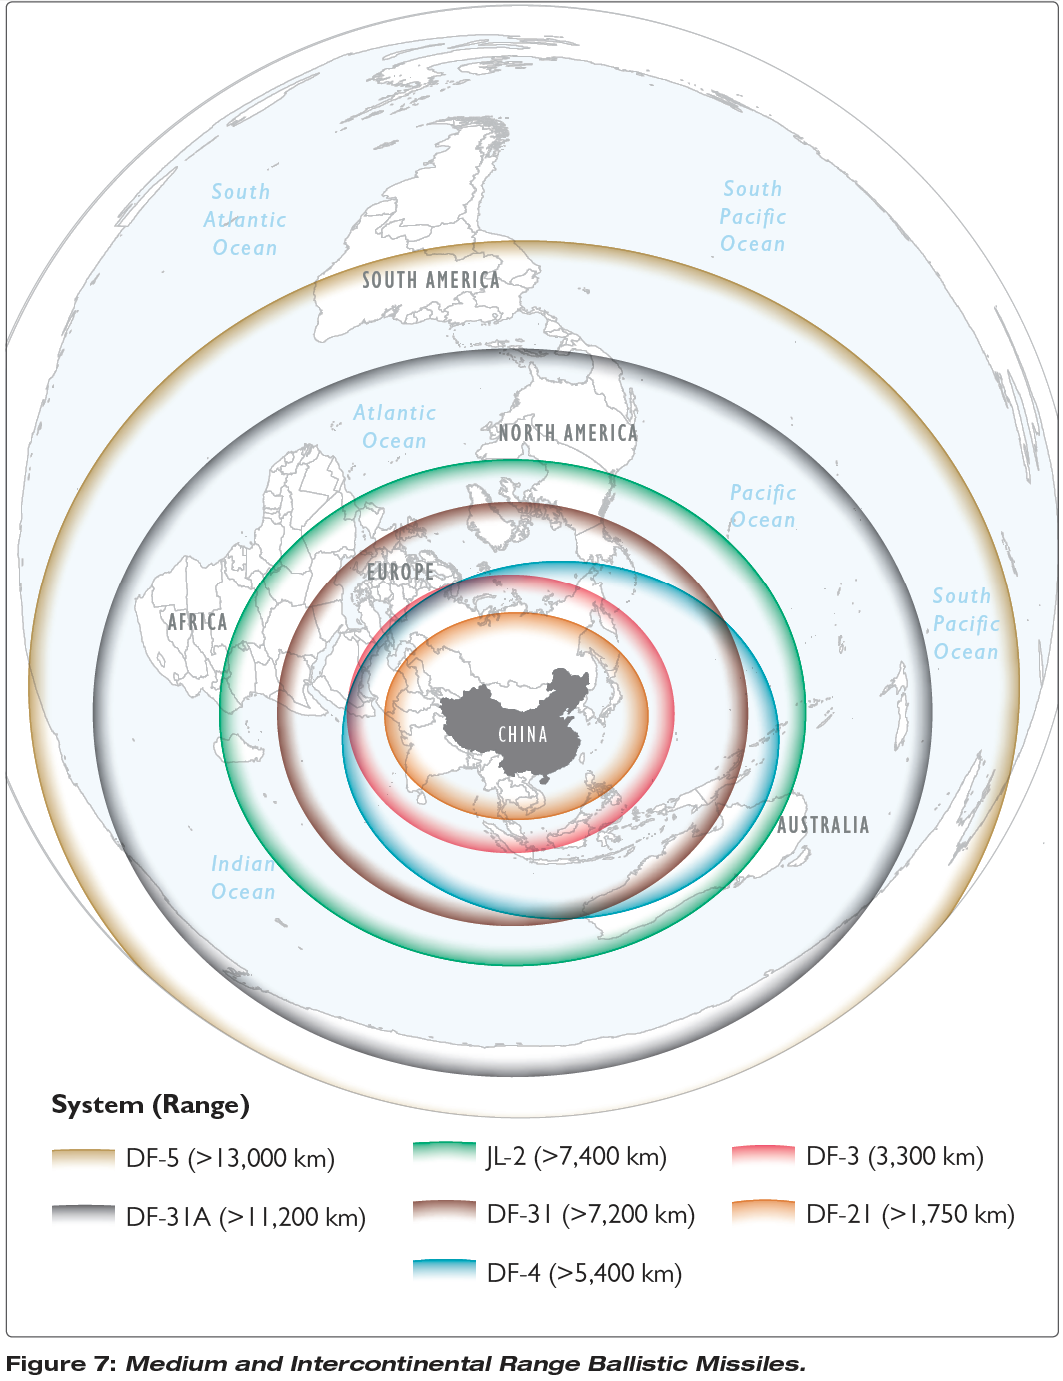 South
Atlantic
Ocean
South
Pacific
Ocean
SOUTH AMERICA
Atlantic
Ocean
NORTH AMERICA
Pacific
Ocean
EUROPE
AFRICA
South
Pacific
Ocean
CHINA
AUSTRALIA
Indian
Ocean
System (Range)
DF-5 (>13,000 km)
DF-31A (>11,200 km)
JL-2 (>7,400 km)
DF-31 (>7,200 km)
DF-4 (>5,400 km)
DF-3 (3,300 km)
DF-21 (>1,750 km)
Figure 7: Medium and Intercontinental Range Ballistic Missiles.